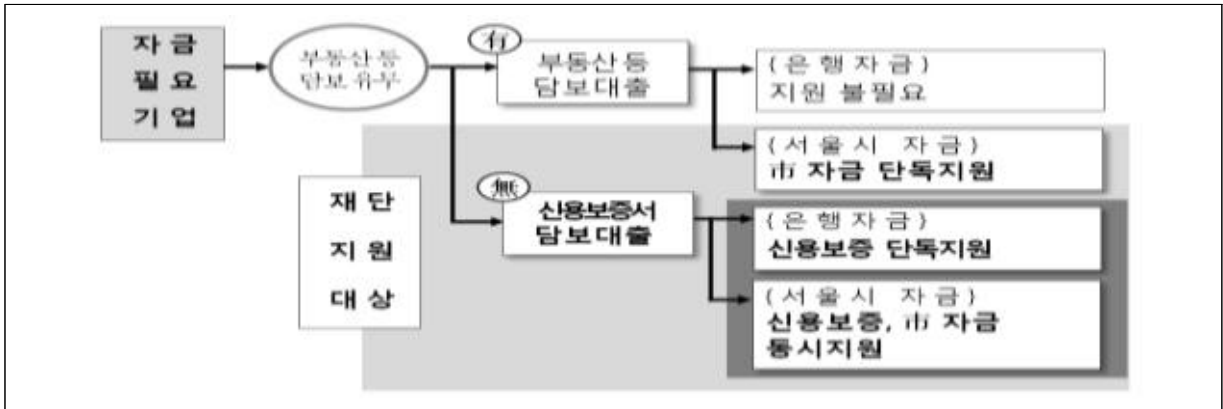 자 금
필 요
기 업
부동산 등
담보 유무
有
부 동 산 등
담 보 대 출
( 은 행 자 금 )
지 원 불 필 요
( 서 울 시 자 금 )
市 자금 단독지원
재 단
지 원
대 상
無
신용보증서
담 보 대 출
( 은 행 자 금 )
신용보증 단독지원
( 서 울 시 자 금 )
신용보증, 市 자금
동시지원